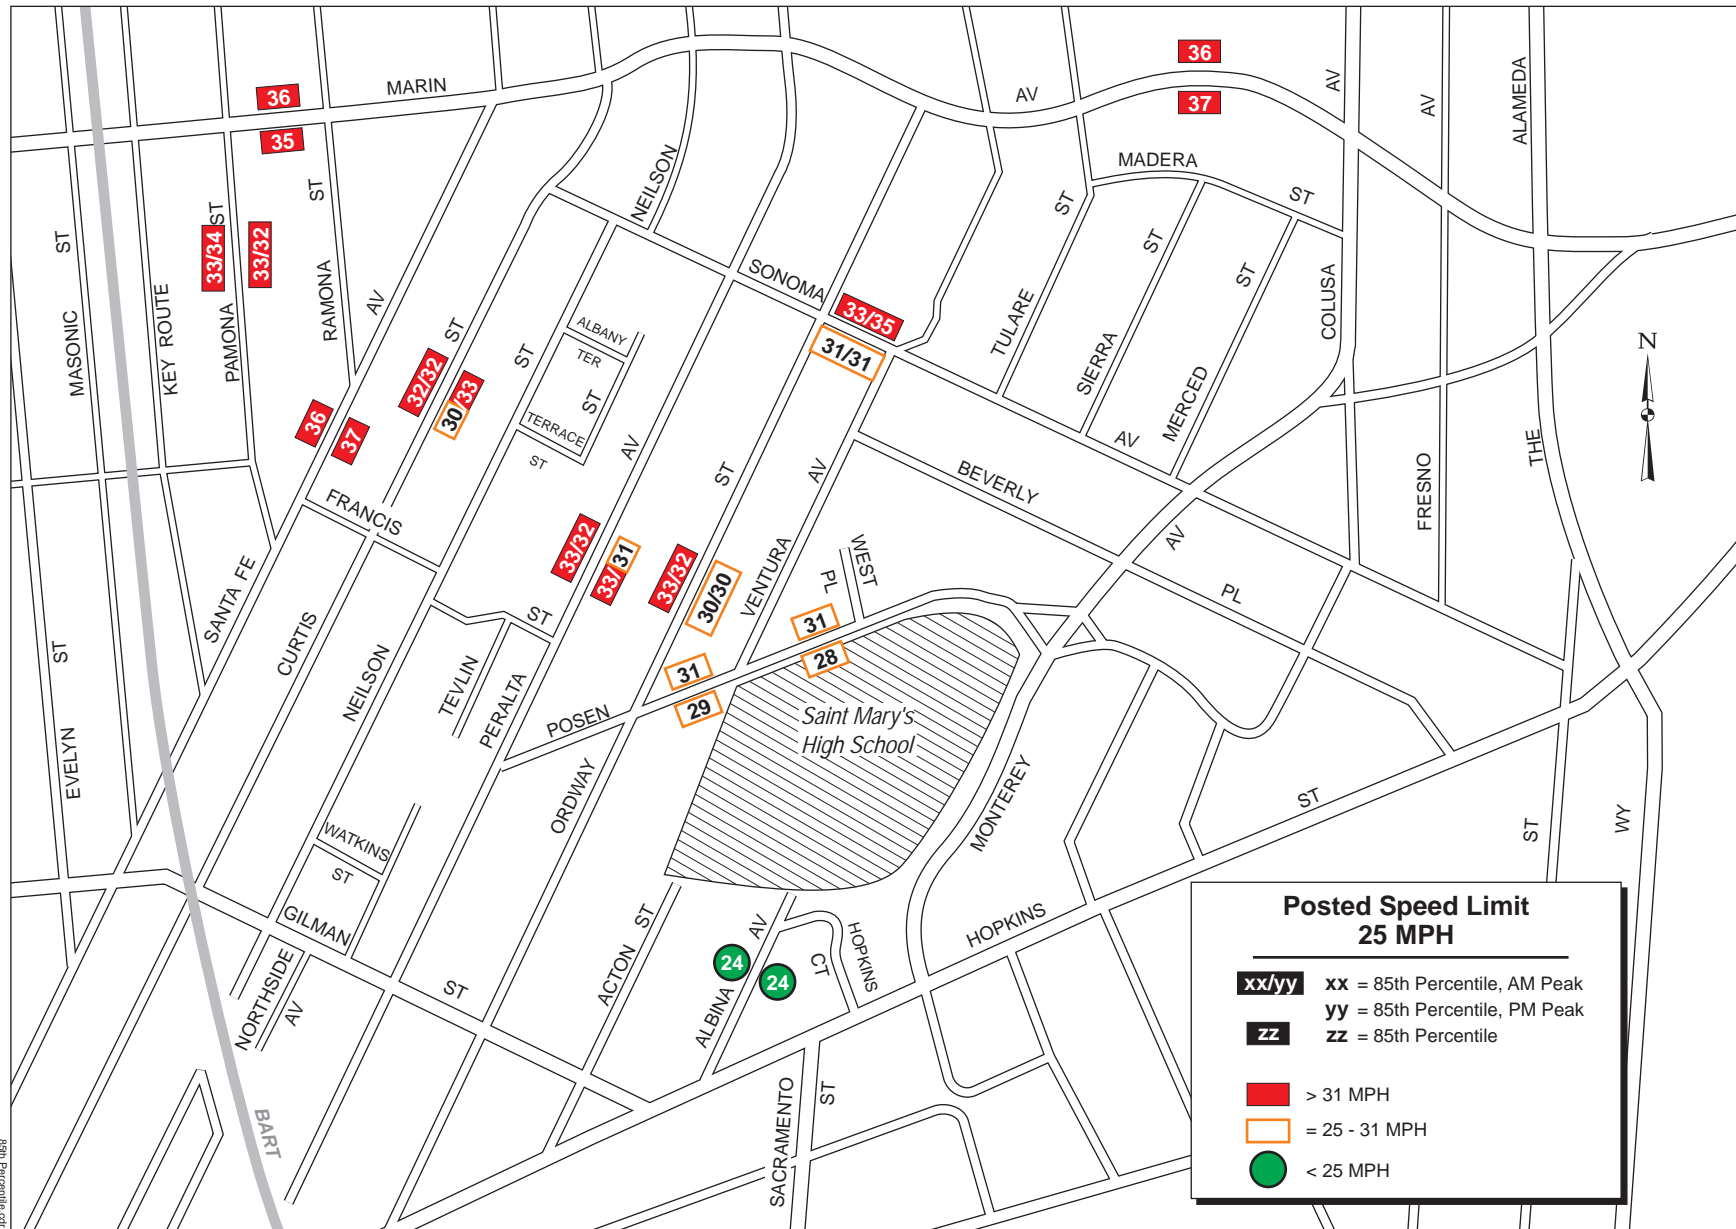 36
MARIN
AV
36
37
AV
AV
ALAMEDA
35
MADERA
ST
NEILSON
ST
ST
ST
33/34
33/32
ST
ST
ST
ST
SONOMA
MASONIC
KEY ROUTE
PAMONA
RAMONA
AV
ST
33/35
31/31
TULARE
SIERRA
MERCED
COLUSA
N
ALBANY
TER
ST
ST
TERRACE
ST
32/32
30/33
36
37
AV
ST
AV
AV
BEVERLY
FRESNO
THE
FRANCIS
ST
33/32
33/31
33/32
30/30
VENTURA
WEST
PL
AV
PL
SANTA FE
CURTIS
NEILSON
TEVLIN
PERALTA
31
28
31
29
POSEN
Saint Mary's
High School
ST
EVELYN
ORDWAY
MONTEREY
ST
ST
WY
WATKINS
ST
GILMAN
ST
NORTHSIDE
AV
ACTON
ST
ALBINA
AV
24
24
HOPKINS
CT
HOPKINS
SACRAMENTO
ST
BART
Posted Speed Limit
25 MPH
xx/yy xx = 85th Percentile, AM Peak
yy = 85th Percentile, PM Peak
zz zz = 85th Percentile
> 31 MPH
= 25 - 31 MPH
< 25 MPH
85th Percentile.cdr